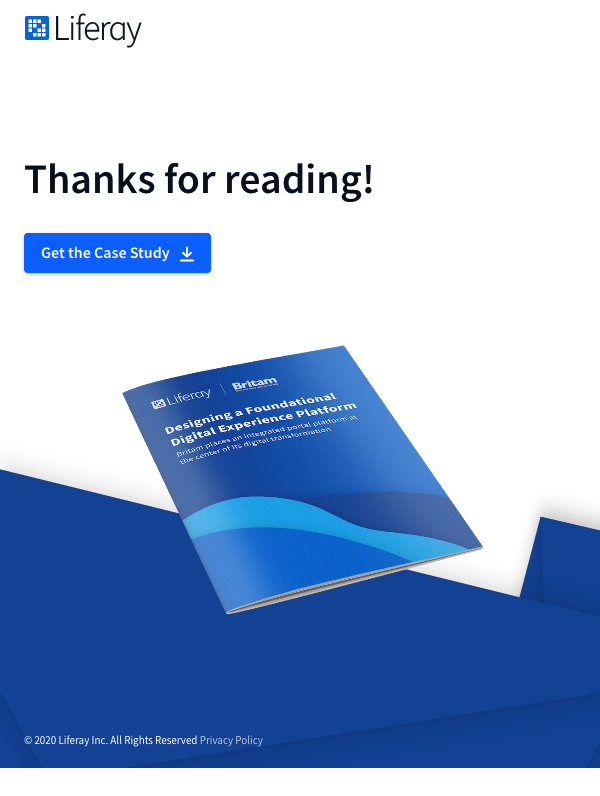 Liferay
Thanks for reading!
Get the Case Study
Liferay | Britam
Designing a Foundational
Digital Experience Platform
Britam places an integrated portal platform at
the center of its digital transformation
© 2020 Liferay Inc. All Rights Reserved Privacy Policy